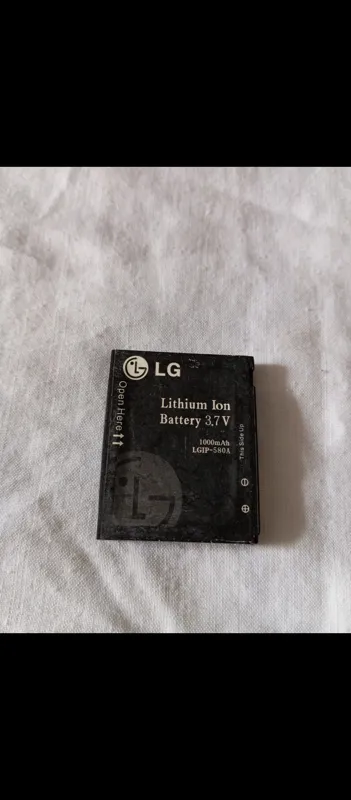 LG
Open Here ↑↑
Lithium Ion
Battery 3.7V
1000mAh
LGIP-580A
This Side Up
⊖
⊕